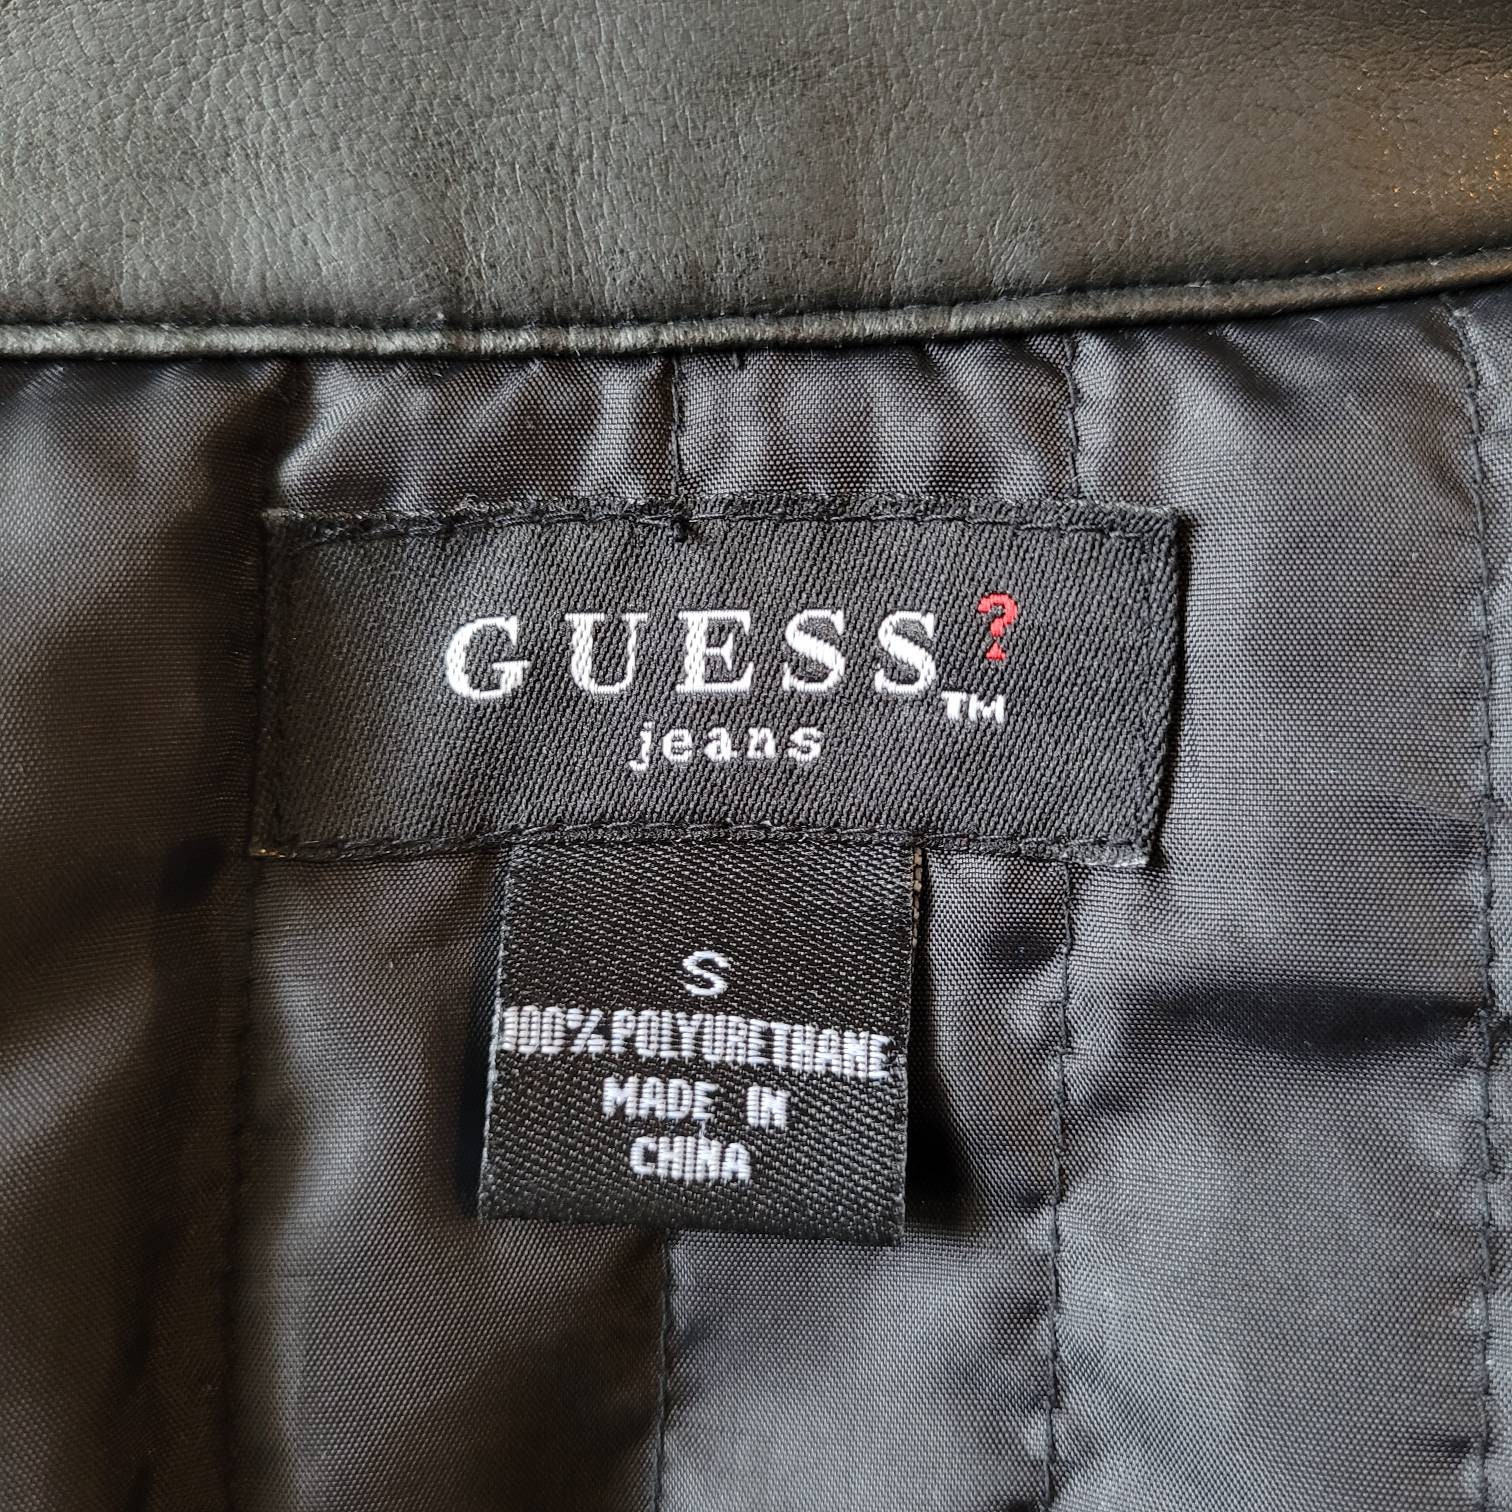 GUESS?™
jeans
S
100% POLYURETHANE
MADE IN
CHINA